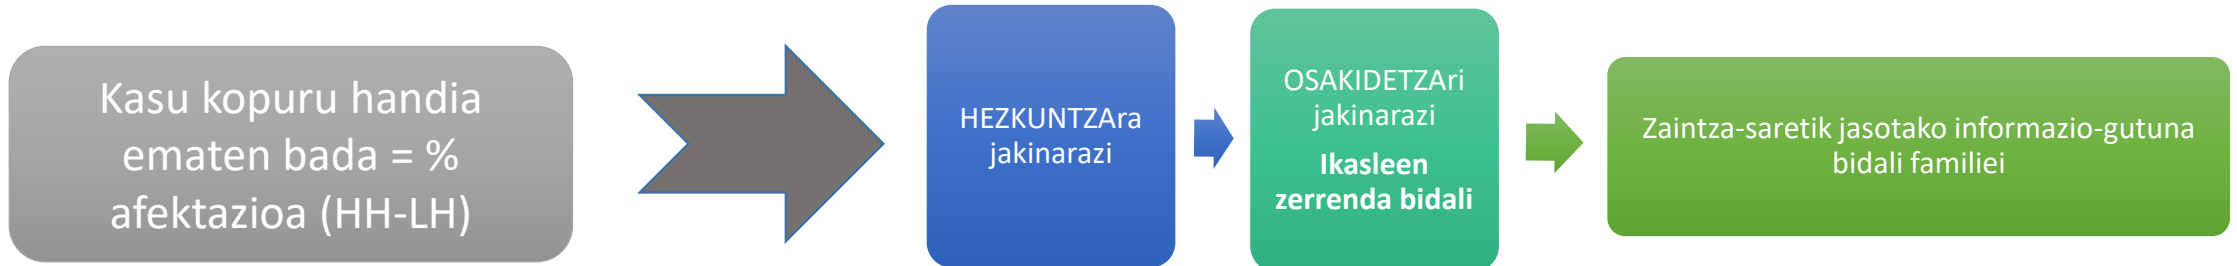 Kasu kopuru handia
ematen bada = %
afektazioa (HH-LH)
HEZKUNTZAra
jakinarazi
OSAKIDETZAri
jakinarazi
Ikasleen
zerrenda bidali
Zaintza-saretik jasotako informazio-gutuna
bidali familiei